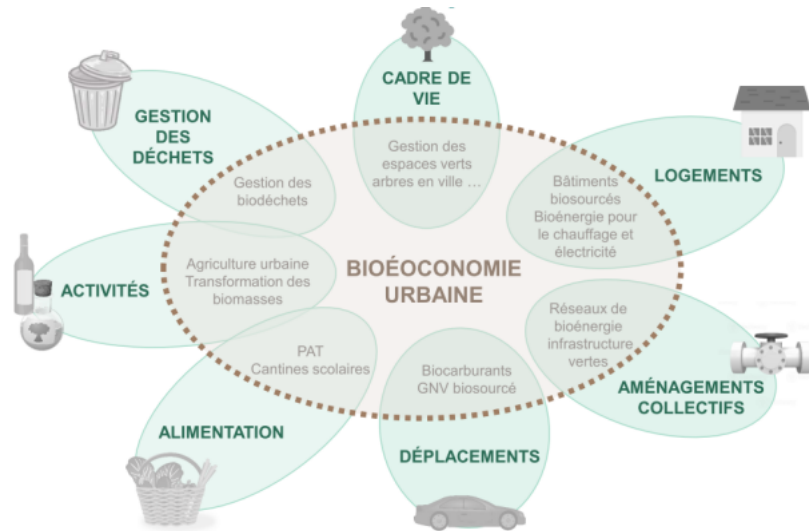 CADRE DE
VIE
Gestion des
espaces verts
arbres en ville ...
GESTION
DES
DÉCHETS
Gestion des
biodéchets
LOGEMENTS
Bâtiments
biosourcés
Bioénergie pour
le chauffage et
électricité
ACTIVITÉS
Agriculture urbaine
Transformation des
biomasses
BIOÉOCONOMIE
URBAINE
Réseaux de
bioénergie
infrastructure
vertes
AMÉNAGEMENTS
COLLECTIFS
PAT
Cantines scolaires
ALIMENTATION
Biocarburants
GNV biosourcé
DÉPLACEMENTS